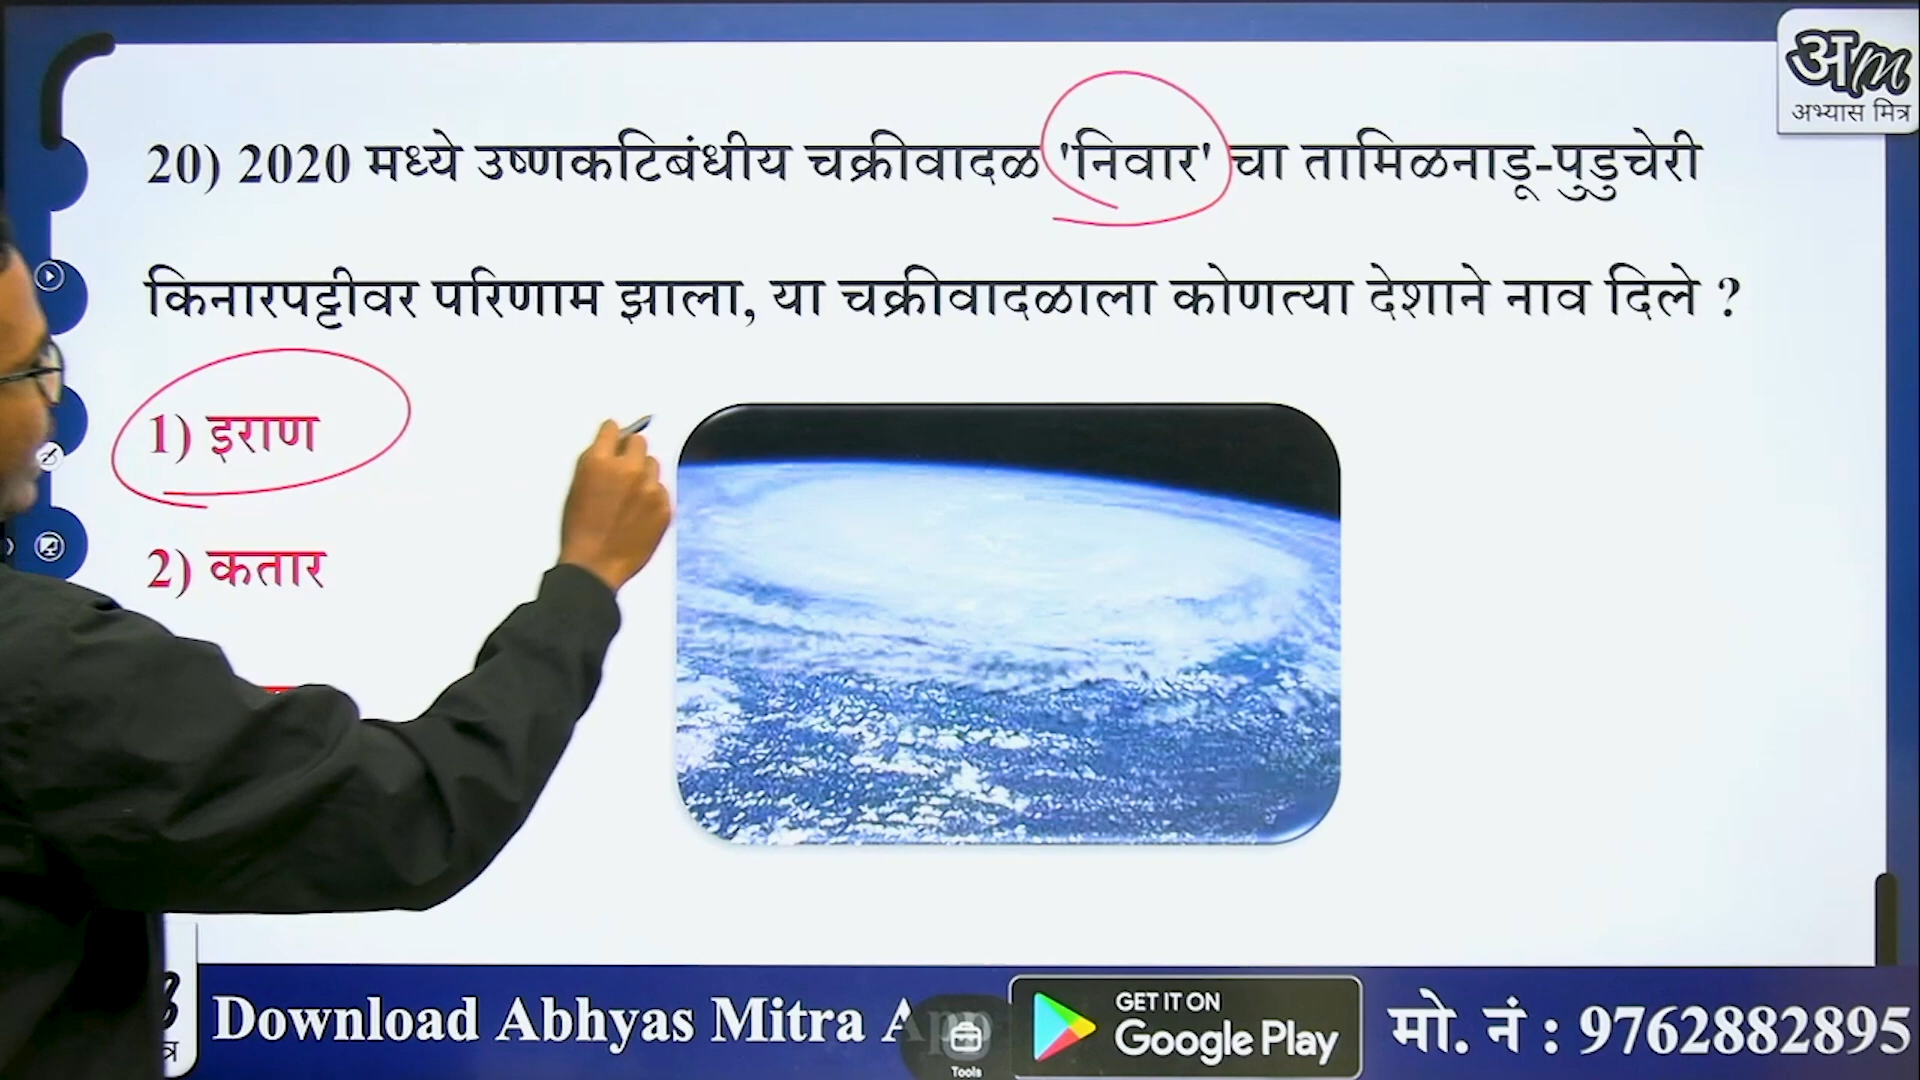 अm
अभ्यास मित्र
20) 2020 मध्ये उष्णकटिबंधीय चक्रीवादळ 'निवार' चा तामिळनाडू-पुडुचेरी
किनारपट्टीवर परिणाम झाला, या चक्रीवादळाला कोणत्या देशाने नाव दिले ?
1) इराण
2) कतार
Download Abhyas Mitra App
Tools
GET IT ON
Google Play
मो. नं : 9762882895